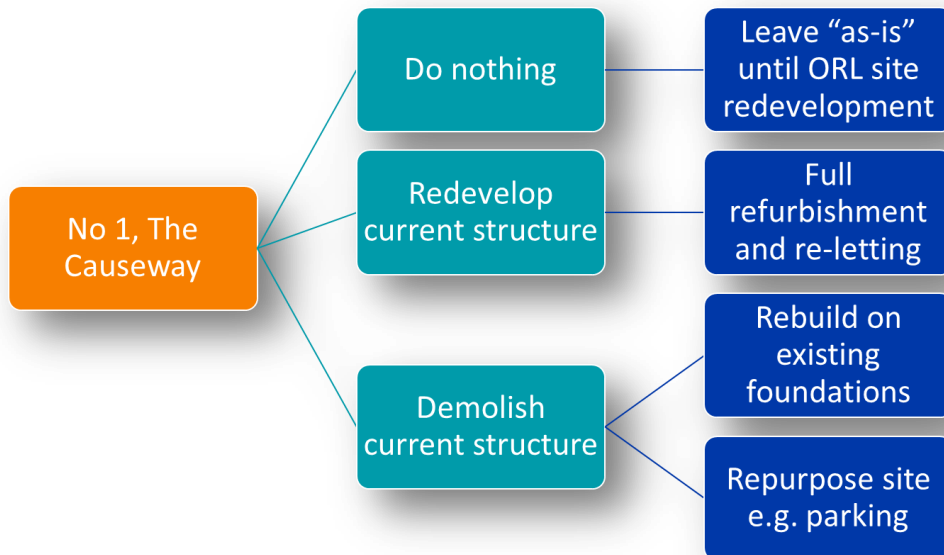 No 1, The
Causeway
Do nothing
Leave “as-is”
until ORL site
redevelopment
Redevelop
current structure
Full
refurbishment
and re-letting
Demolish
current structure
Rebuild on
existing
foundations
Repurpose site
e.g. parking